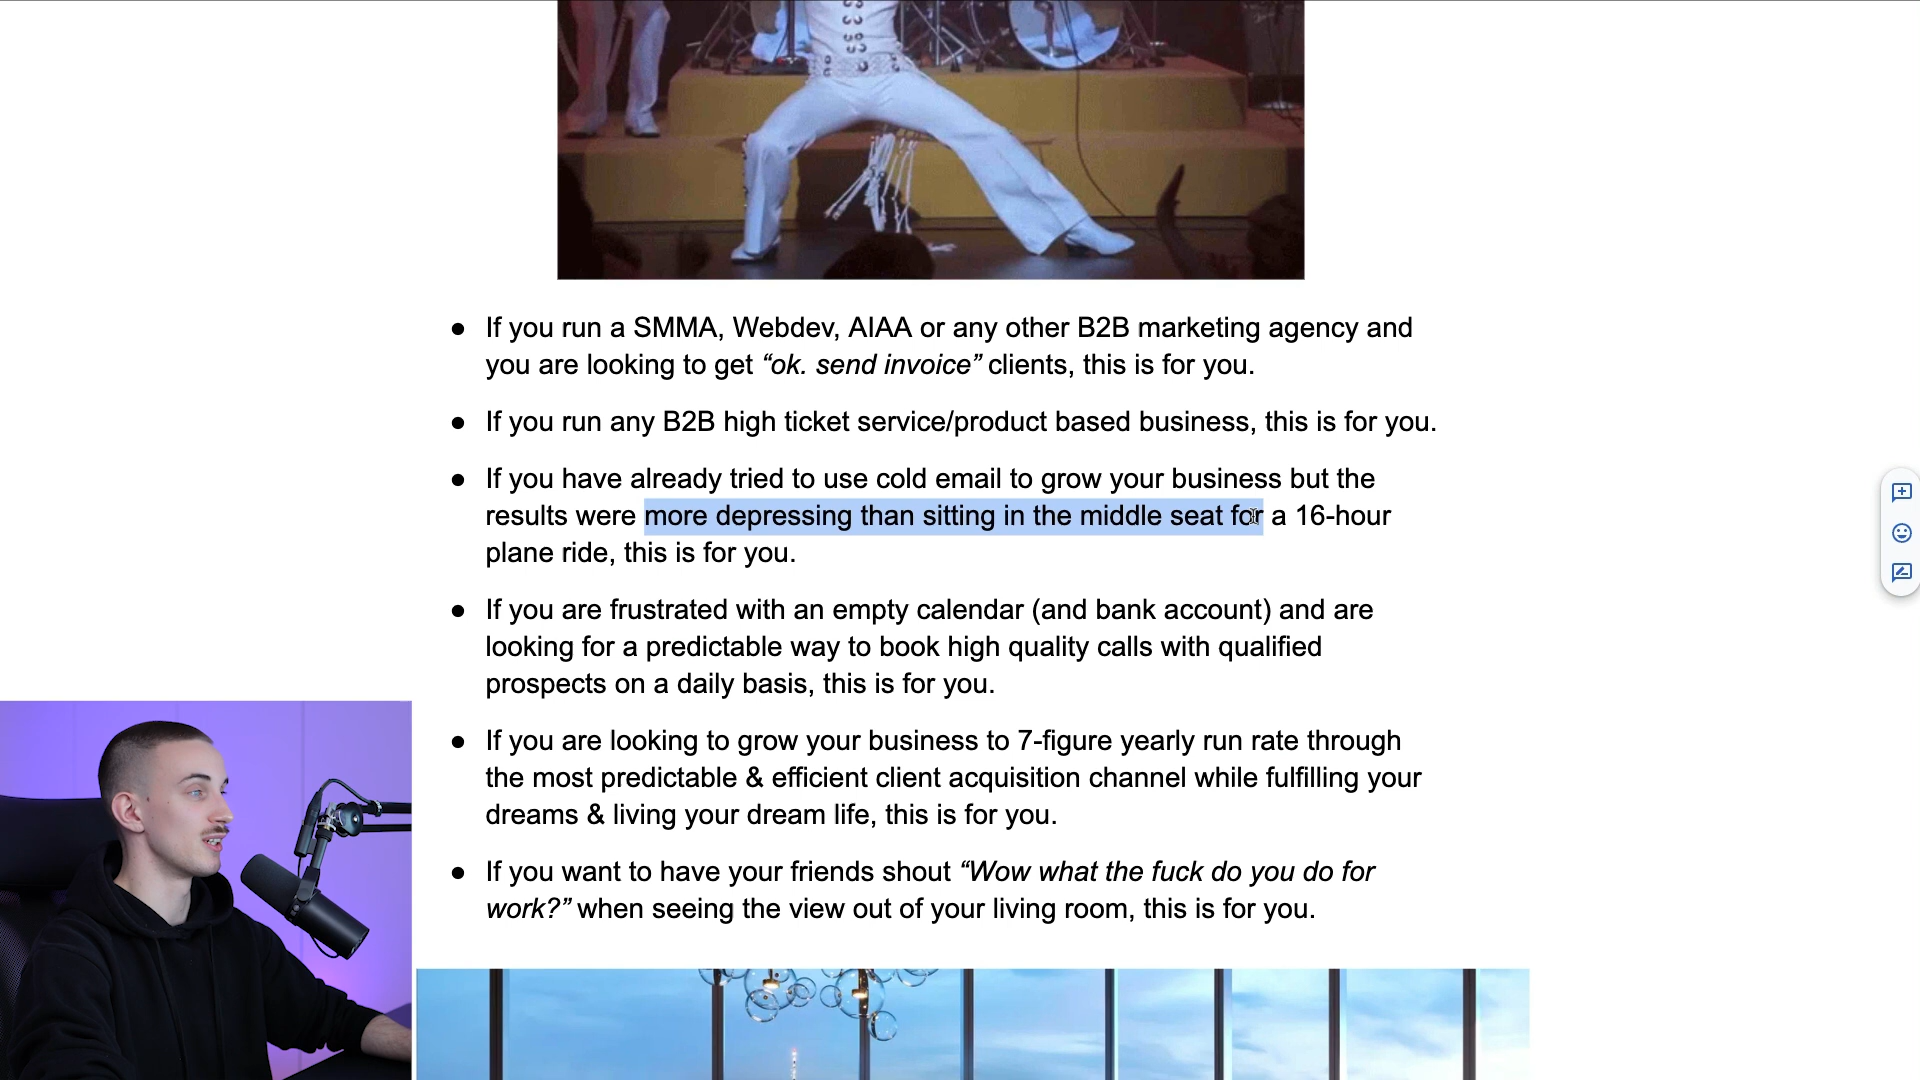 ● If you run a SMMA, Webdev, AIAA or any other B2B marketing agency and
you are looking to get “ok. send invoice” clients, this is for you.
● If you run any B2B high ticket service/product based business, this is for you.
● If you have already tried to use cold email to grow your business but the
results were more depressing than sitting in the middle seat for a 16-hour
plane ride, this is for you.
● If you are frustrated with an empty calendar (and bank account) and are
looking for a predictable way to book high quality calls with qualified
prospects on a daily basis, this is for you.
● If you are looking to grow your business to 7-figure yearly run rate through
the most predictable & efficient client acquisition channel while fulfilling your
dreams & living your dream life, this is for you.
● If you want to have your friends shout “Wow what the fuck do you do for
work?” when seeing the view out of your living room, this is for you.